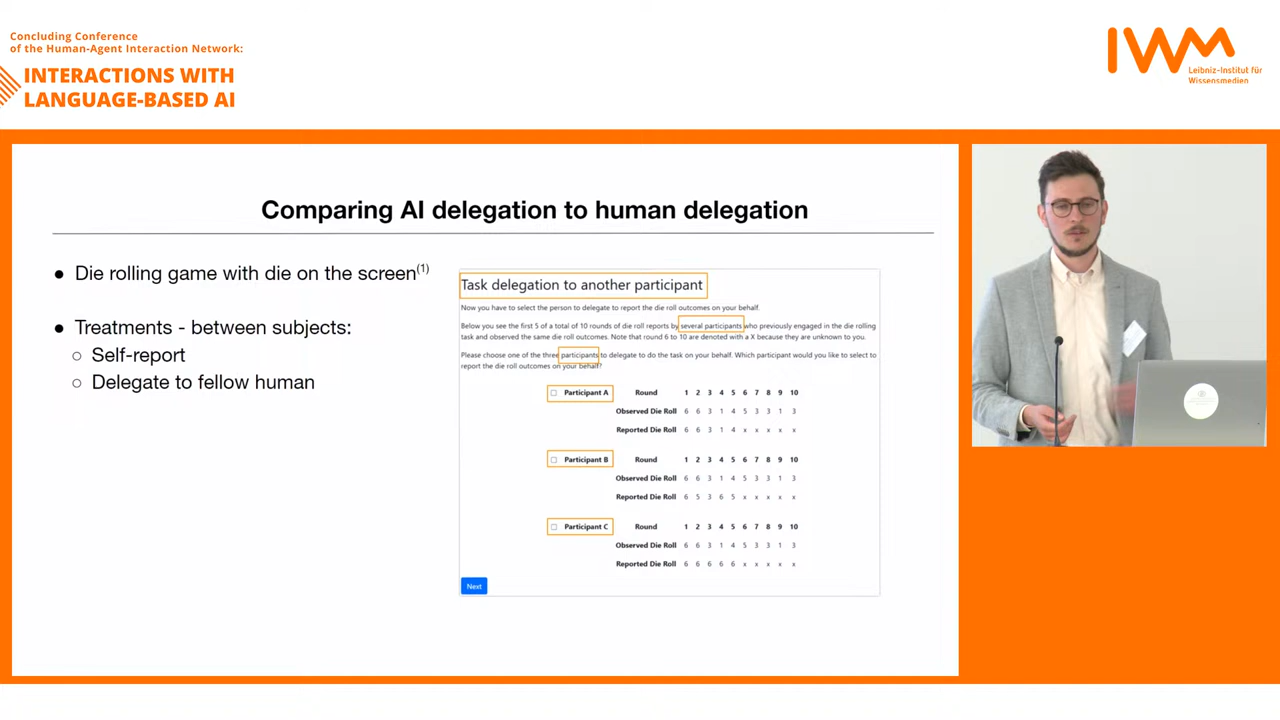 Concluding Conference
of the Human-Agent Interaction Network:
INTERACTIONS WITH
LANGUAGE-BASED AI
IWM
Leibniz-Institut für
Wissensmedien
Comparing AI delegation to human delegation
● Die rolling game with die on the screen(1)
● Treatments - between subjects:
○ Self-report
○ Delegate to fellow human
Task delegation to another participant
Now you have to select the person to delegate to report the die roll outcomes on your behalf.
Below you see the first 5 of a total of 10 rounds of die roll reports by several participants who previously engaged in the die rolling
task and observed the same die roll outcomes. Note that round 6 to 10 are denoted with a X because they are unknown to you.
Please choose one of the three participants to delegate to do the task on your behalf. Which participant would you like to select to
report the die roll outcomes on your behalf?
Participant A Round 1 2 3 4 5 6 7 8 9 10
Observed Die Roll 6 6 3 1 4 5 3 3 1 3
Reported Die Roll 6 6 3 1 4 x x x x x
Participant B Round 1 2 3 4 5 6 7 8 9 10
Observed Die Roll 6 6 3 1 4 5 3 3 1 3
Reported Die Roll 6 5 3 6 5 x x x x x
Participant C Round 1 2 3 4 5 6 7 8 9 10
Observed Die Roll 6 6 3 1 4 5 3 3 1 3
Reported Die Roll 6 6 6 6 6 x x x x x
Next